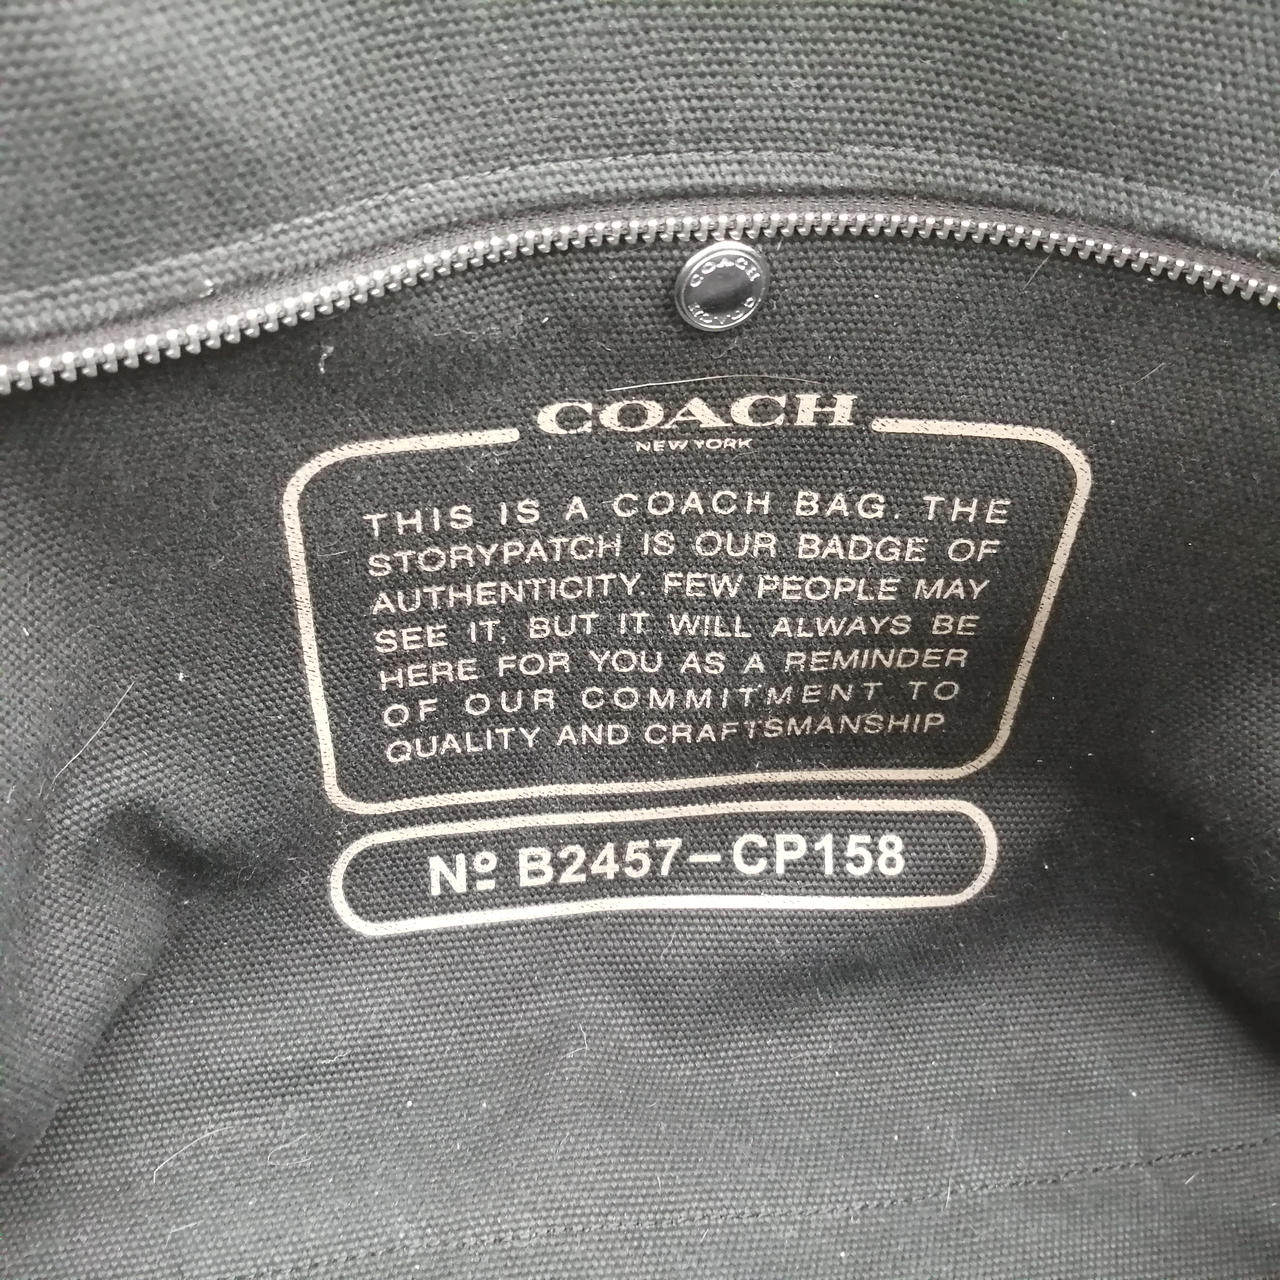 COACH
COACH
COACH
NEW YORK
THIS IS A COACH BAG. THE
STORYPATCH IS OUR BADGE OF
AUTHENTICITY. FEW PEOPLE MAY
SEE IT, BUT IT WILL ALWAYS BE
HERE FOR YOU AS A REMINDER
OF OUR COMMITMENT TO
QUALITY AND CRAFTSMANSHIP.
Nº B2457–CP158